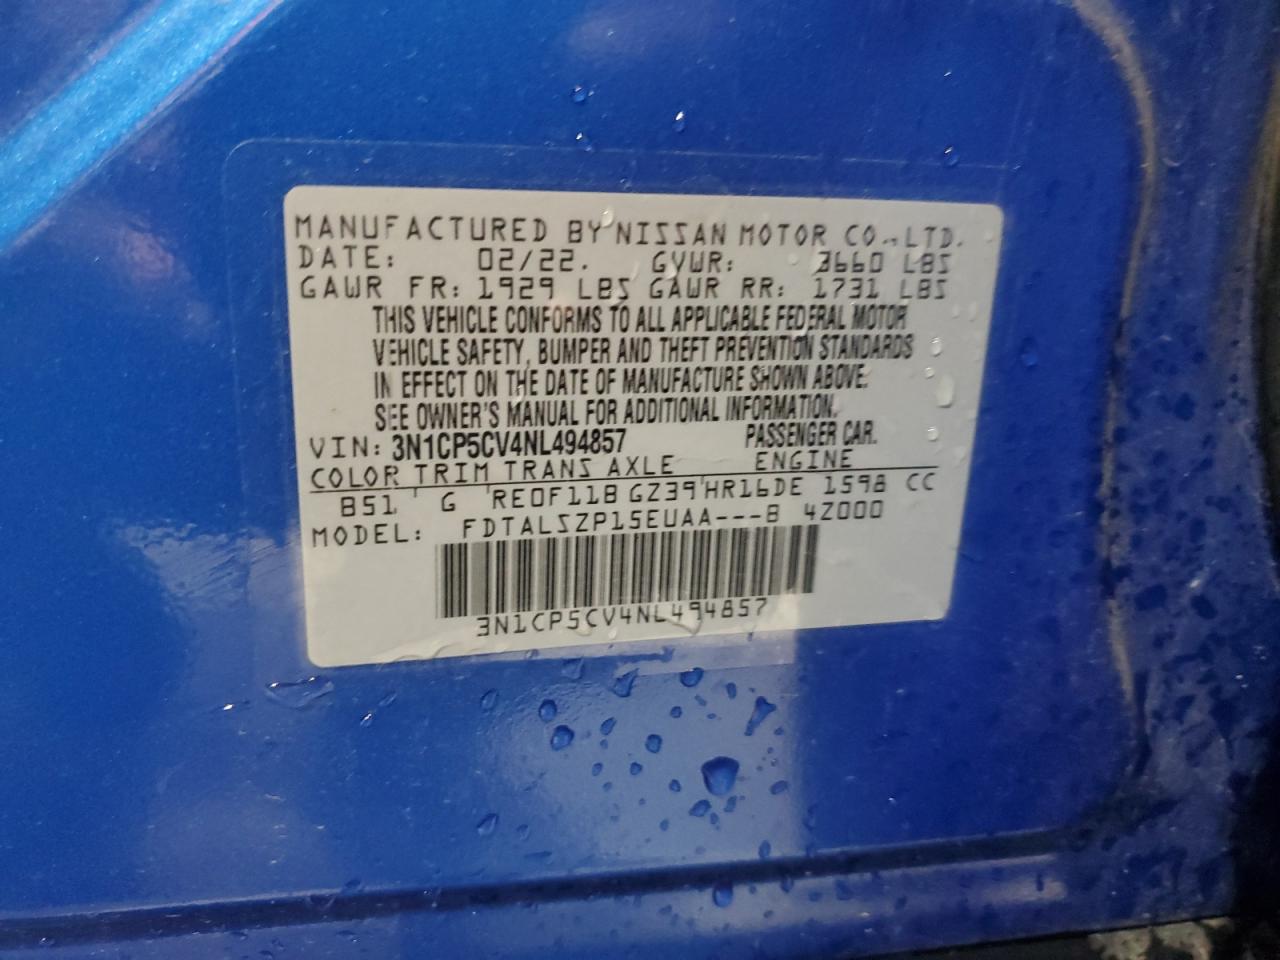 MANUFACTURED BY NISSAN MOTOR CO., LTD.
DATE: 02/22. GVWR: 3660 LBS
GAWR FR: 1929 LBS GAWR RR: 1731 LBS
THIS VEHICLE CONFORMS TO ALL APPLICABLE FEDERAL MOTOR
VEHICLE SAFETY, BUMPER AND THEFT PREVENTION STANDARDS
IN EFFECT ON THE DATE OF MANUFACTURE SHOWN ABOVE.
SEE OWNER'S MANUAL FOR ADDITIONAL INFORMATION.
VIN: 3N1CP5CV4NL494857 PASSENGER CAR.
COLOR TRIM TRANS AXLE ENGINE
B51 ' G 'RE0F11B GZ39'HR16DE 1598 CC
MODEL: FDTALSZP15EUAA---B 4Z000
3N1CP5CV4NL494857